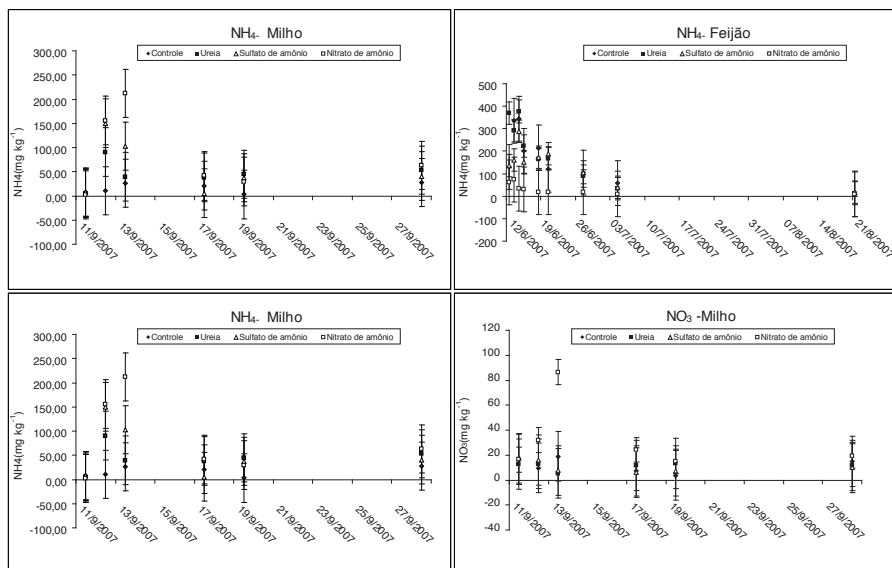 NH₄- Milho
Controle Ureia Sulfato de amônio Nitrato de amônio
NH4(mg kg⁻¹)
300,00
250,00
200,00
150,00
100,00
50,00
0,00
-50,00
-100,00
11/9/2007 13/9/2007 15/9/2007 17/9/2007 19/9/2007 21/9/2007 23/9/2007 25/9/2007 27/9/2007
NH₄- Feijão
Controle Ureia Sulfato de amônio Nitrato de amônio
NH4(mg kg⁻¹)
500
400
300
200
100
0
-100
-200
12/6/2007 19/6/2007 26/6/2007 03/7/2007 10/7/2007 17/7/2007 24/7/2007 31/7/2007 07/8/2007 14/8/2007 21/8/2007
NH₄- Milho
Controle Ureia Sulfato de amônio Nitrato de amônio
NH4(mg kg⁻¹)
300,00
250,00
200,00
150,00
100,00
50,00
0,00
-50,00
-100,00
11/9/2007 13/9/2007 15/9/2007 17/9/2007 19/9/2007 21/9/2007 23/9/2007 25/9/2007 27/9/2007
NO₃ -Milho
Controle Ureia Sulfato de amônio Nitrato de amônio
NO₃(mg kg⁻¹)
120
100
80
60
40
20
0
-20
-40
11/9/2007 13/9/2007 15/9/2007 17/9/2007 19/9/2007 21/9/2007 23/9/2007 25/9/2007 27/9/2007